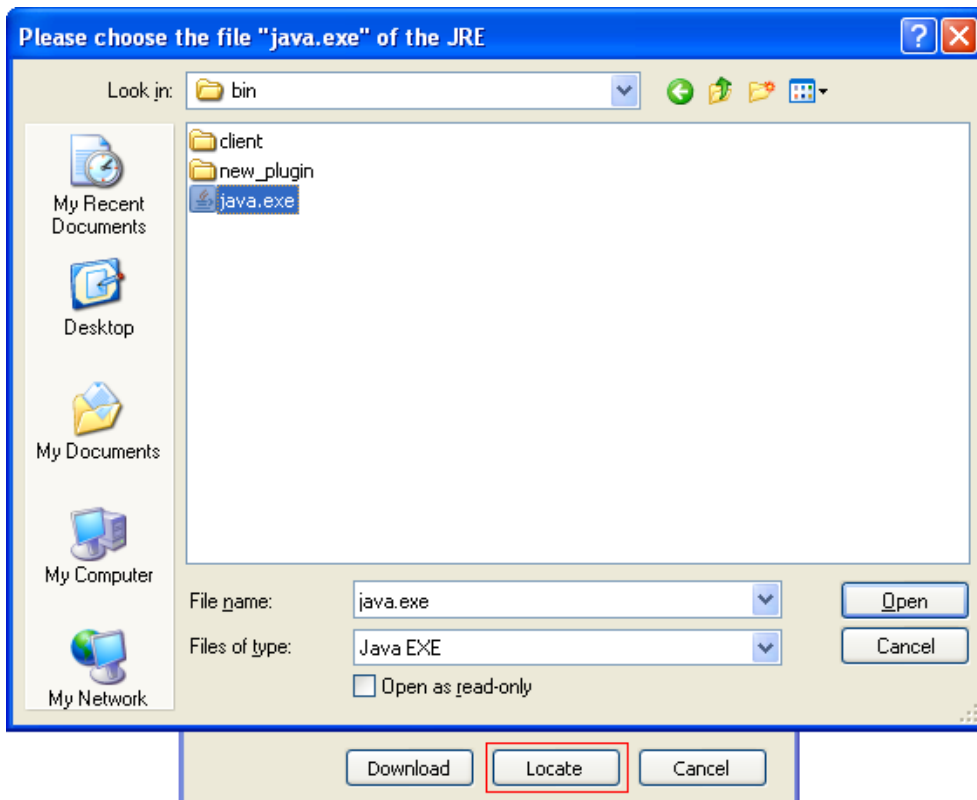 Please choose the file "java.exe" of the JRE
Look in: bin
client
new_plugin
java.exe
My Recent
Documents
Desktop
My Documents
My Computer
My Network
File name: java.exe Open
Files of type: Java EXE Cancel
Open as read-only
Download Locate Cancel